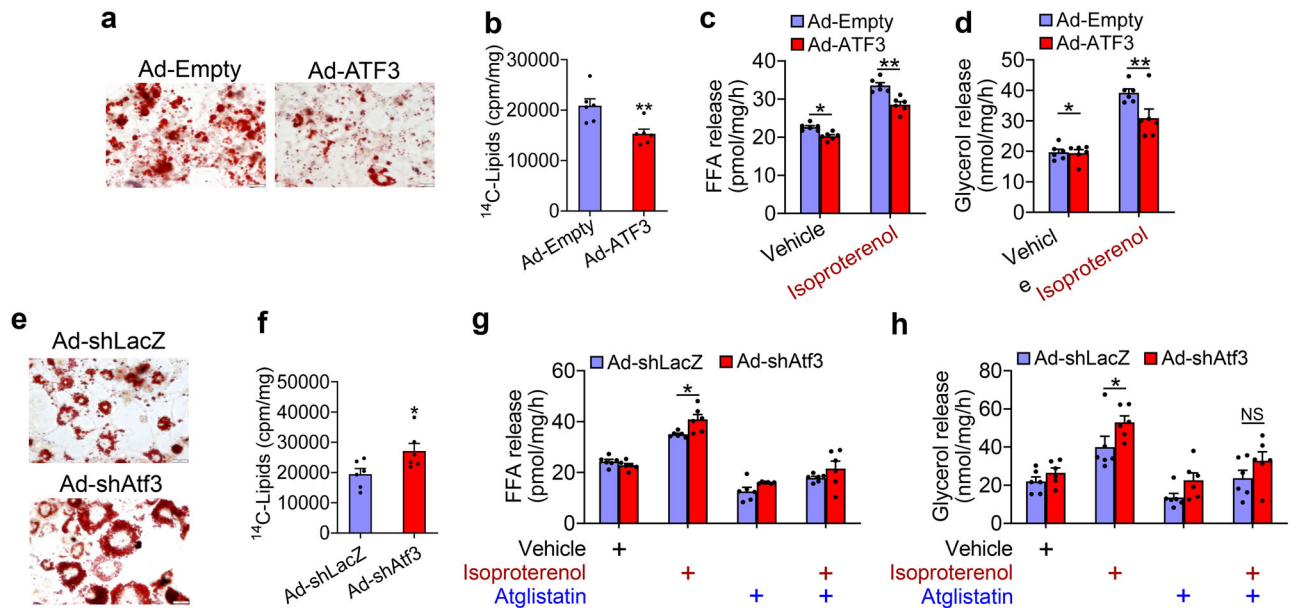 a
Ad-Empty
Ad-ATF3
b
¹⁴C-Lipids (cpm/mg)
30000
20000
10000
0
**
Ad-Empty
Ad-ATF3
c
Ad-Empty
Ad-ATF3
FFA release
(pmol/mg/h)
40
30
20
10
0
*
**
Vehicle
Isoproterenol
d
Ad-Empty
Ad-ATF3
Glycerol release
(nmol/mg/h)
50
40
30
20
10
0
*
**
Vehicl
e
Isoproterenol
e
Ad-shLacZ
Ad-shAtf3
f
¹⁴C-Lipids (cpm/mg)
50000
40000
30000
20000
10000
0
*
Ad-shLacZ
Ad-shAtf3
g
Ad-shLacZ
Ad-shAtf3
FFA release
(pmol/mg/h)
60
40
20
0
*
Vehicle +
Isoproterenol + +
Atglistatin + +
h
Ad-shLacZ
Ad-shAtf3
Glycerol release
(nmol/mg/h)
80
60
40
20
0
*
NS
Vehicle +
Isoproterenol + +
Atglistatin + +